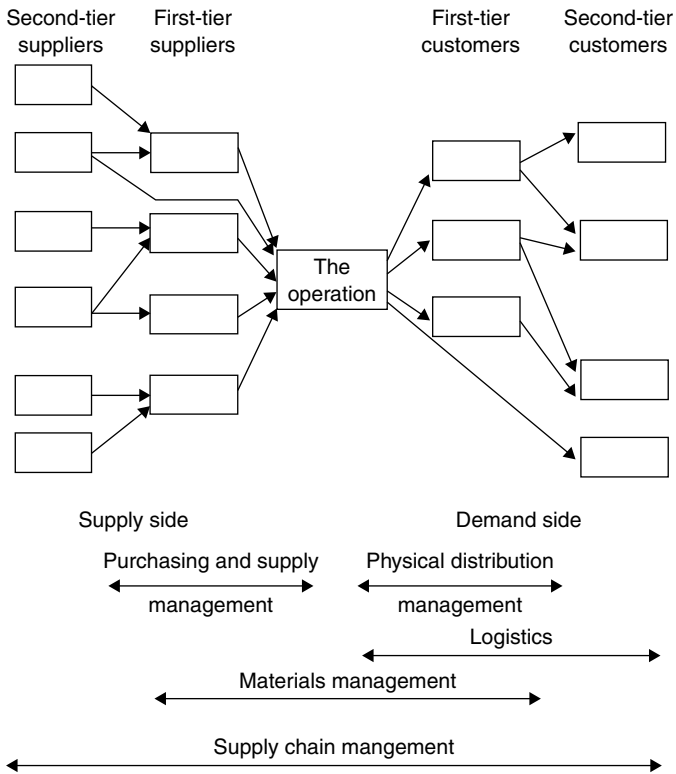 Second-tier
suppliers
First-tier
suppliers
First-tier
customers
Second-tier
customers
The
operation
Supply side
Demand side
Purchasing and supply
management
Physical distribution
management
Logistics
Materials management
Supply chain mangement